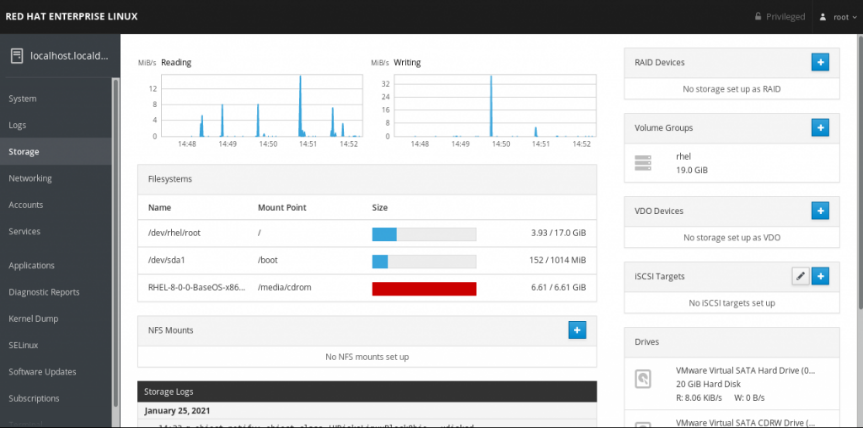 RED HAT ENTERPRISE LINUX
Privileged
root
localhost.locald...
System
Logs
Storage
Networking
Accounts
Services
Applications
Diagnostic Reports
Kernel Dump
SELinux
Software Updates
Subscriptions
MiB/s Reading
12
8
4
0
14:48 14:49 14:50 14:51 14:52
MiB/s Writing
32
24
16
8
0
14:48 14:49 14:50 14:51 14:52
Filesystems
Name Mount Point Size
/dev/rhel/root / 3.93 / 17.0 GiB
/dev/sda1 /boot 152 / 1014 MiB
RHEL-8-0-0-BaseOS-x86... /media/cdrom 6.61 / 6.61 GiB
NFS Mounts
No NFS mounts set up
Storage Logs
January 25, 2021
RAID Devices
No storage set up as RAID
Volume Groups
rhel
19.0 GiB
VDO Devices
No storage set up as VDO
iSCSI Targets
No iSCSI targets set up
Drives
VMware Virtual SATA Hard Drive (0...
20 GiB Hard Disk
R: 8.06 KiB/s W: 0 B/s
VMware Virtual SATA CDRW Drive (...